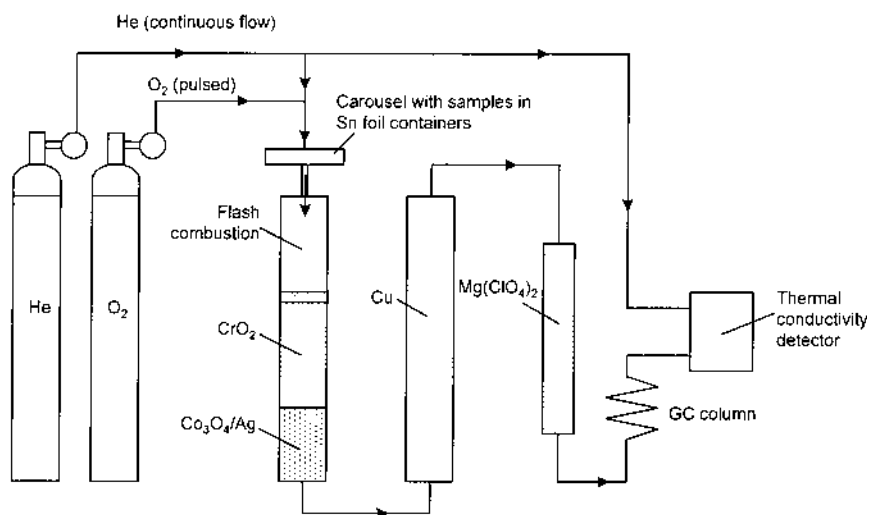 He (continuous flow)
O₂ (pulsed)
Carousel with samples in
Sn foil containers
Flash
combustion
He
O₂
CrO₂
Co₃O₄/Ag
Cu
Mg(ClO₄)₂
Thermal
conductivity
detector
GC column